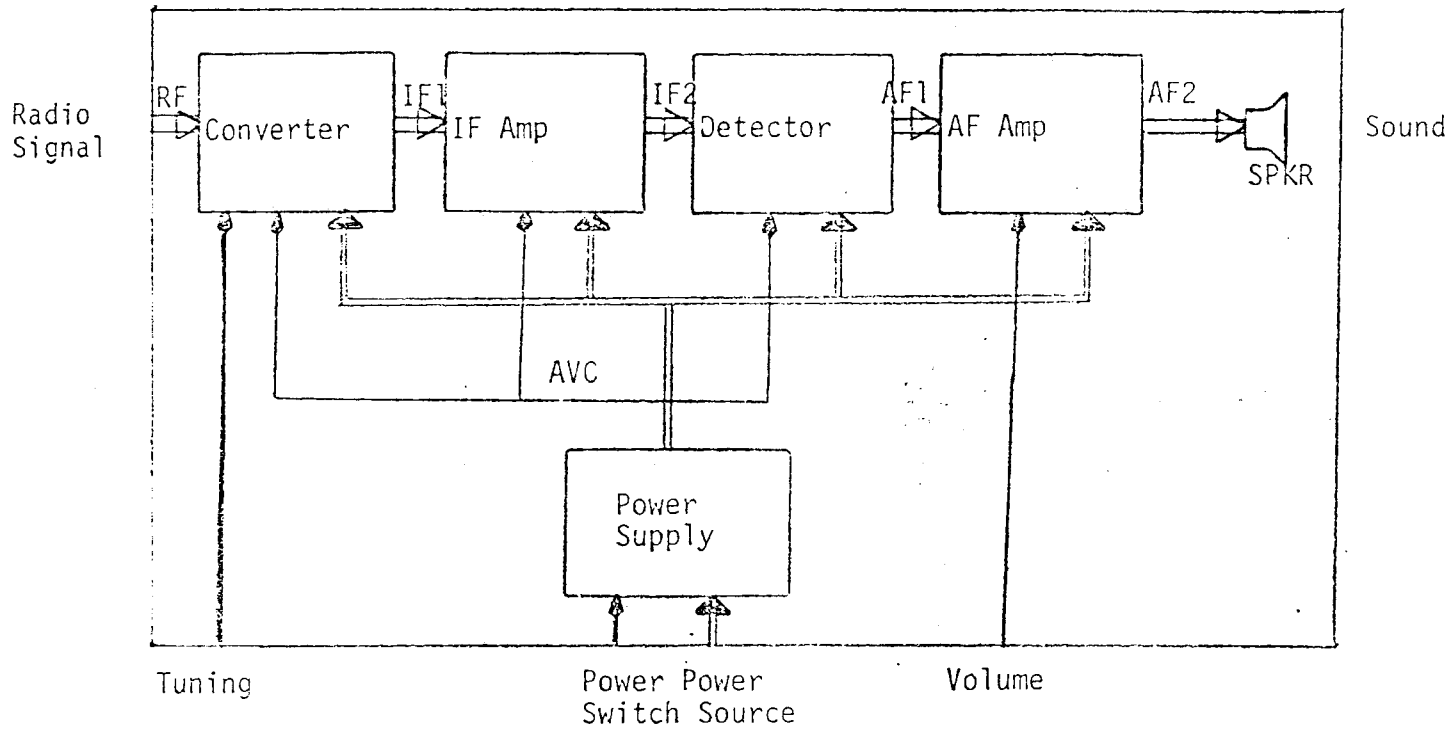 Radio
Signal
RF
Converter
IF1
IF Amp
IF2
Detector
AF1
AF Amp
AF2
SPKR
Sound
AVC
Power
Supply
Tuning
Power Power
Switch Source
Volume